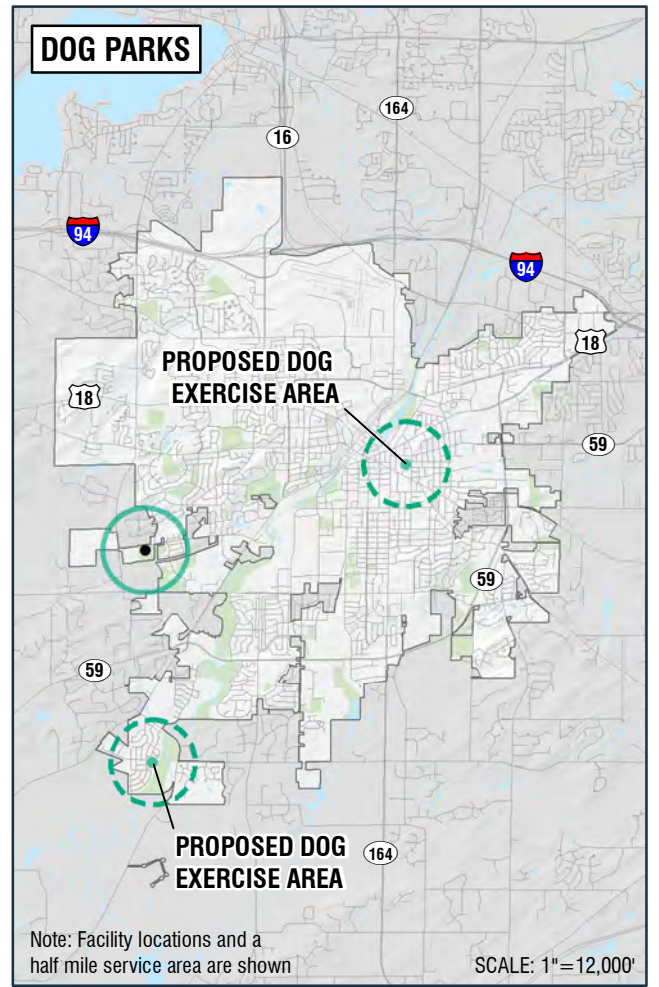 DOG PARKS
164
16
94
94
18
PROPOSED DOG
EXERCISE AREA
18
59
59
59
PROPOSED DOG
EXERCISE AREA
164
Note: Facility locations and a
half mile service area are shown
SCALE: 1"=12,000'